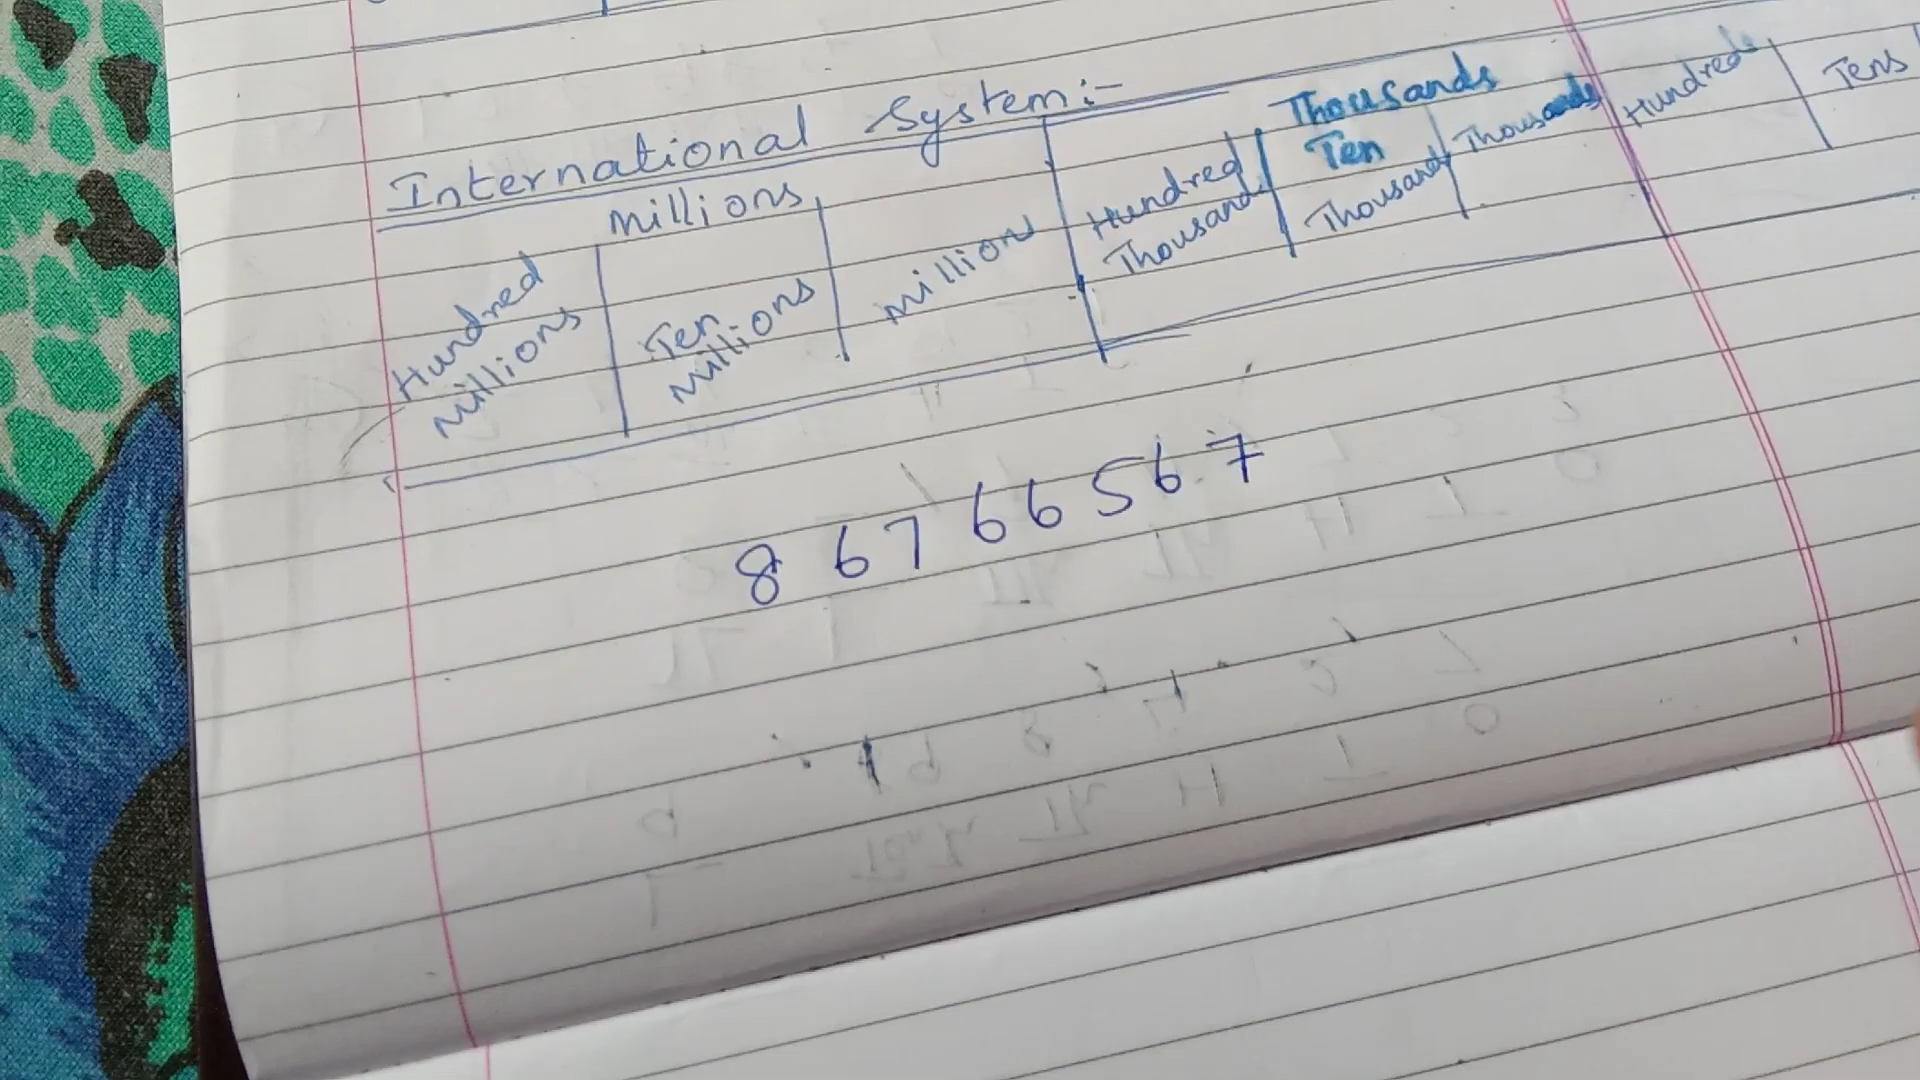 International System:-
millions
Thousands
Hundred Millions
Ten Millions
Million
Hundred Thousand
Ten Thousand
Thousands
Hundred
Tens
8 6 7 6 6 5 6 7